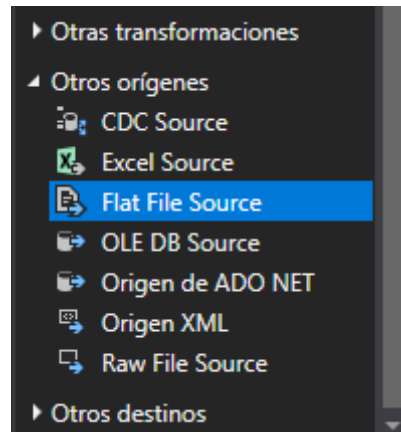 Otras transformaciones
Otros orígenes
CDC Source
Excel Source
Flat File Source
OLE DB Source
Origen de ADO NET
Origen XML
Raw File Source
Otros destinos